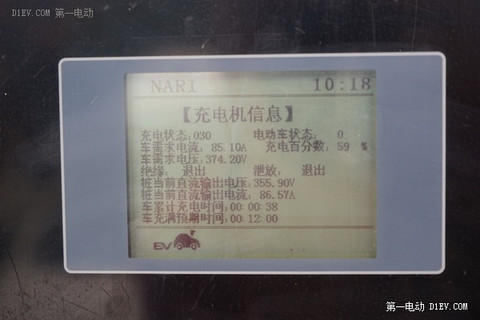 D1EV.COM 第一电动
NARI 10:18
【充电机信息】
充电状态:030 电动车状态: 0
车需求电流: 85.10A 充电百分数: 59 %
车需求电压:374.20V
绝缘: 退出 泄放: 退出
桩当前直流输出电压:355.90V
桩当前直流输出电流: 86.57A
车累计充电时间:00:00:38
车充满预期时间:00:12:00
EV
第一电动 D1EV.COM